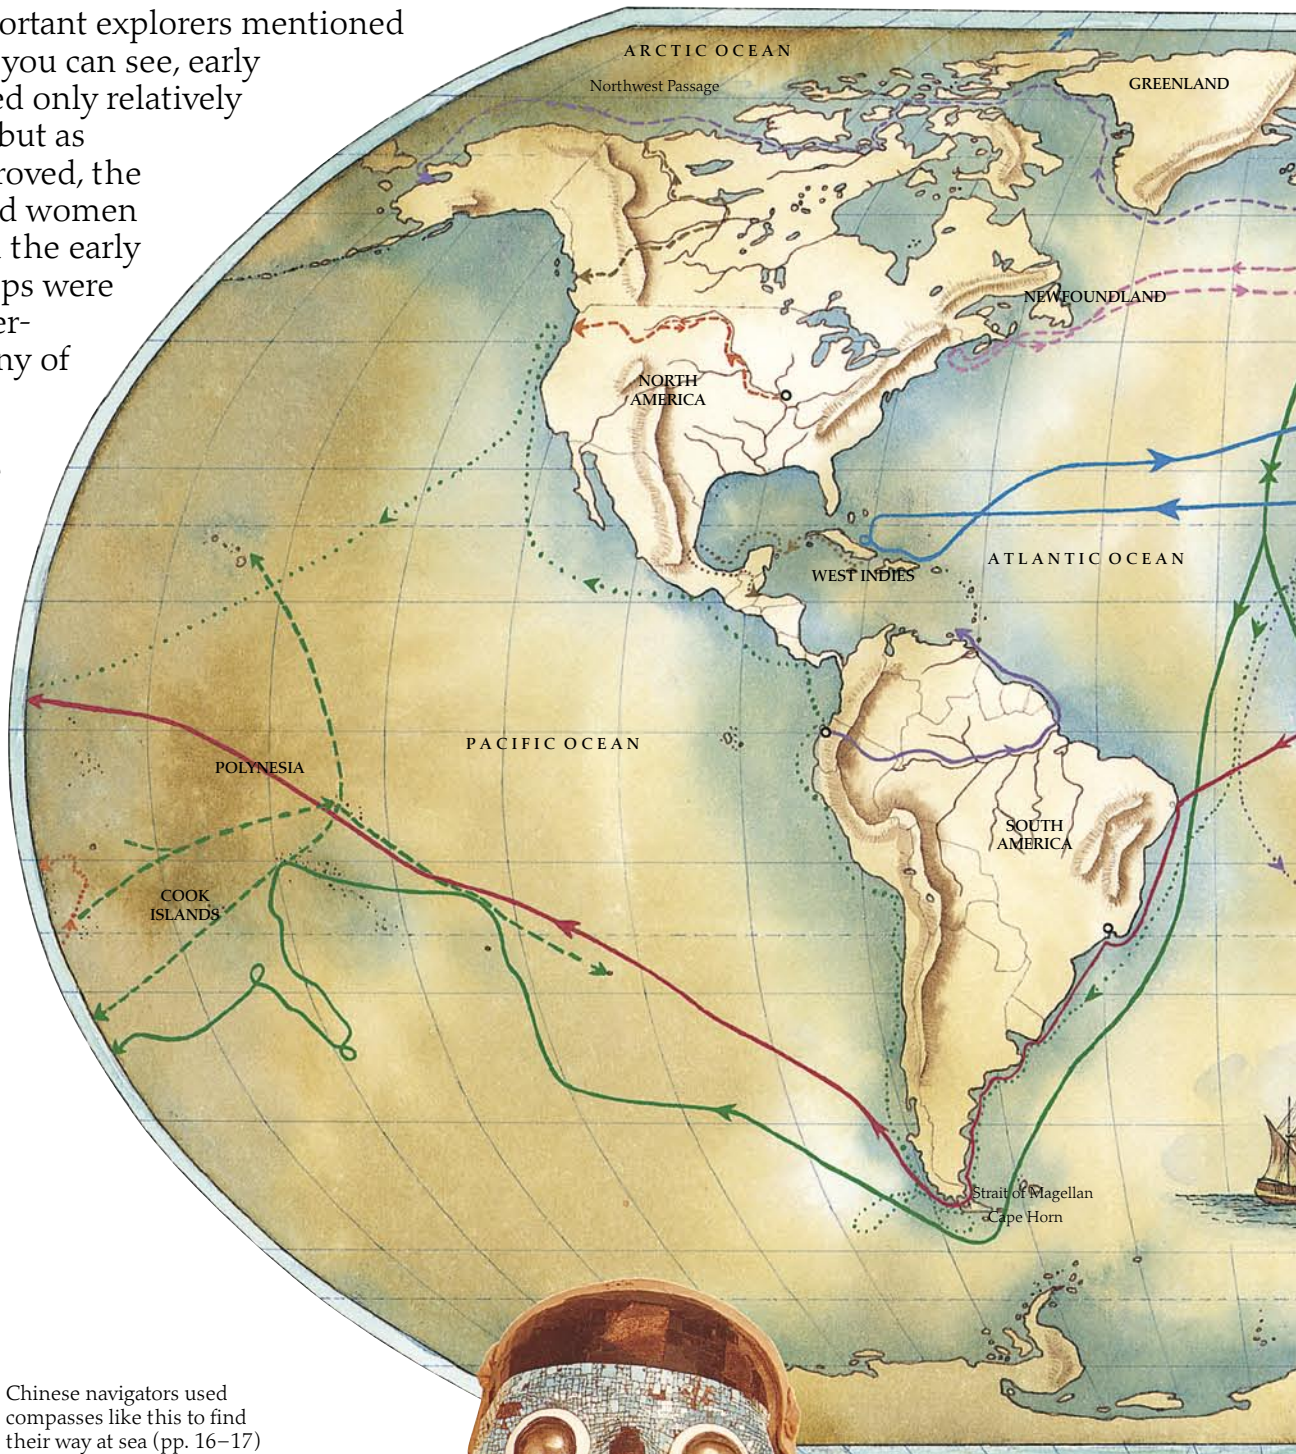 ortant explorers mentioned
you can see, early
ed only relatively
but as
roved, the
d women
the early
ps were
er-
ny of
ARCTIC OCEAN
Northwest Passage
GREENLAND
NEWFOUNDLAND
NORTH
AMERICA
ATLANTIC OCEAN
WEST INDIES
PACIFIC OCEAN
POLYNESIA
SOUTH
AMERICA
COOK
ISLANDS
Strait of Magellan
Cape Horn
Chinese navigators used
compasses like this to find
their way at sea (pp. 16–17)